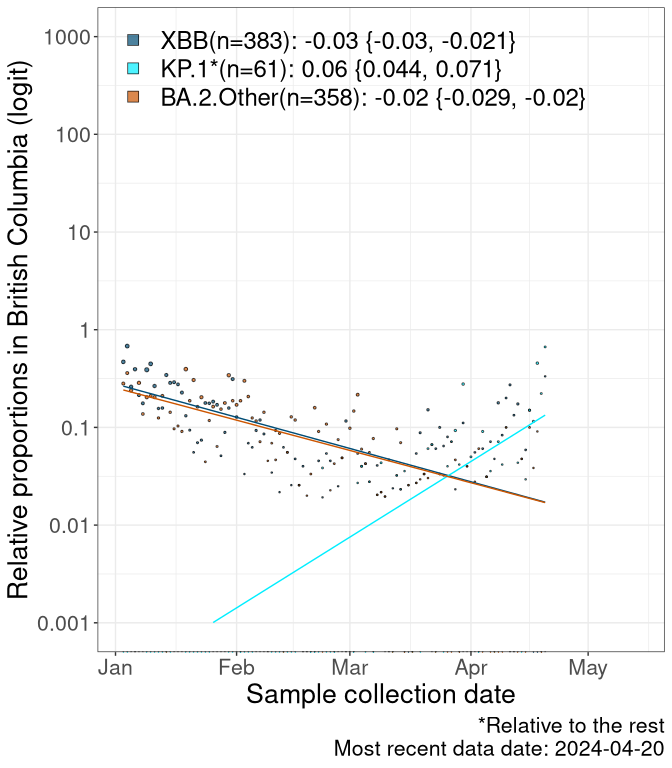 XBB(n=383): -0.03 {-0.03, -0.021}
KP.1*(n=61): 0.06 {0.044, 0.071}
BA.2.Other(n=358): -0.02 {-0.029, -0.02}
Relative proportions in British Columbia (logit)
1000
100
10
1
0.1
0.01
0.001
Jan Feb Mar Apr May
Sample collection date
*Relative to the rest
Most recent data date: 2024-04-20